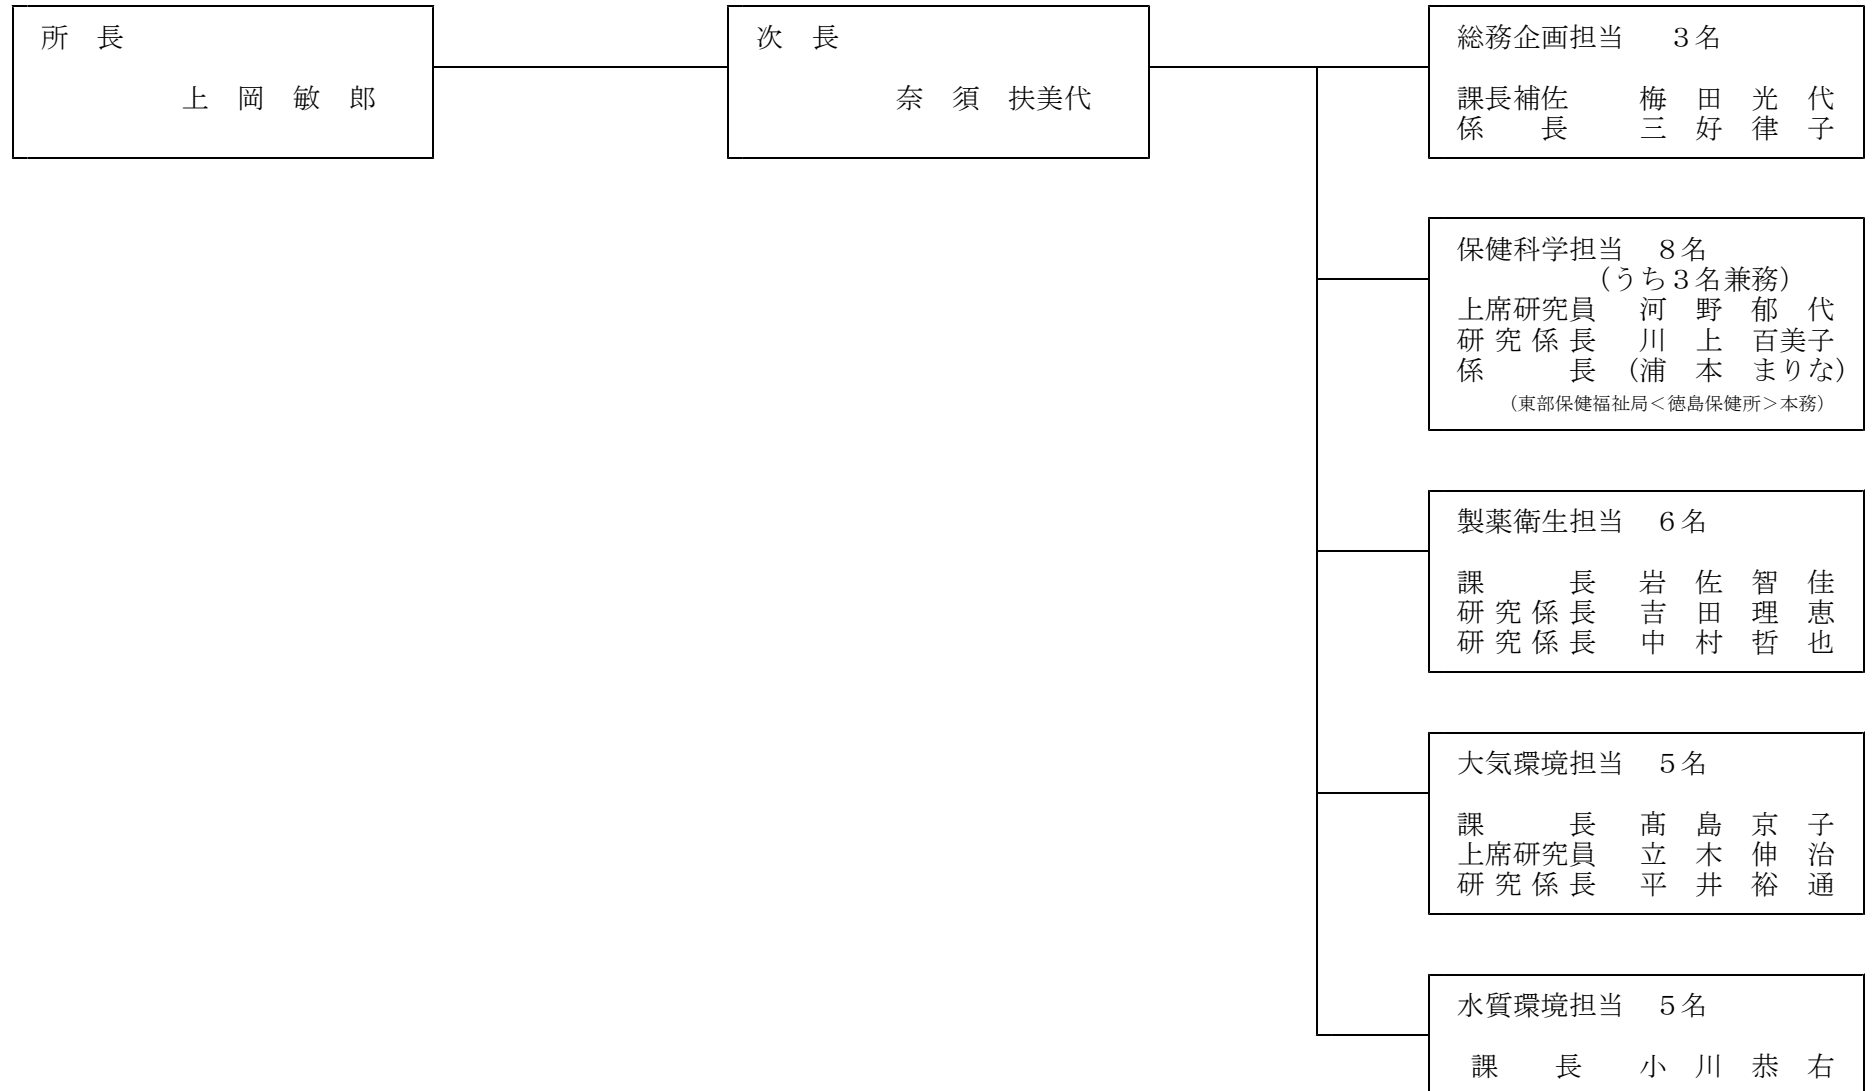 所　長
上　岡　敏　郎
次　長
奈　須　扶美代
総務企画担当　３名
課長補佐　梅　田　光　代
係　　長　三　好　律　子
保健科学担当　８名
（うち３名兼務）
上席研究員　河　野　郁　代
研究係長　川　上　百美子
係　　　長　（浦　本　まりな）
（東部保健福祉局＜徳島保健所＞本務）
製薬衛生担当　６名
課　　　長　岩　佐　智　佳
研究係長　吉　田　理　恵
研究係長　中　村　哲　也
大気環境担当　５名
課　　　長　髙　島　京　子
上席研究員　立　木　伸　治
研究係長　平　井　裕　通
水質環境担当　５名
課　　長　小　川　恭　右